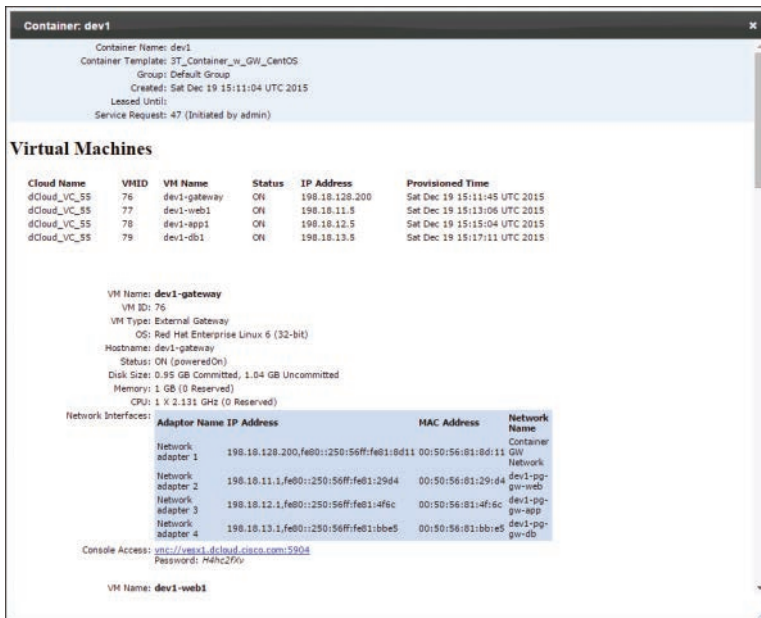 Container: dev1
Container Name: dev1
Container Template: 3T_Container_w_GW_CentOS
Group: Default Group
Created: Sat Dec 19 15:11:04 UTC 2015
Leased Until:
Service Request: 47 (Initiated by admin)
Virtual Machines
Cloud Name VMID VM Name Status IP Address Provisioned Time
dCloud_VC_55 76 dev1-gateway ON 198.18.128.200 Sat Dec 19 15:11:45 UTC 2015
dCloud_VC_55 77 dev1-web1 ON 198.18.11.5 Sat Dec 19 15:13:06 UTC 2015
dCloud_VC_55 78 dev1-app1 ON 198.18.12.5 Sat Dec 19 15:15:04 UTC 2015
dCloud_VC_55 79 dev1-db1 ON 198.18.13.5 Sat Dec 19 15:17:11 UTC 2015
VM Name: dev1-gateway
VM ID: 76
VM Type: External Gateway
OS: Red Hat Enterprise Linux 6 (32-bit)
Hostname: dev1-gateway
Status: ON (poweredOn)
Disk Size: 0.95 GB Committed, 1.04 GB Uncommitted
Memory: 1 GB (0 Reserved)
CPU: 1 X 2.131 GHz (0 Reserved)
Network Interfaces:
Adaptor Name IP Address MAC Address Network Name
Network adapter 1 198.18.128.200,fe80::250:56ff:fe81:8d11 00:50:56:81:8d:11 Container GW Network
Network adapter 2 198.18.11.1,fe80::250:56ff:fe81:29d4 00:50:56:81:29:d4 dev1-pg-gw-web
Network adapter 3 198.18.12.1,fe80::250:56ff:fe81:4f6c 00:50:56:81:4f:6c dev1-pg-gw-app
Network adapter 4 198.18.13.1,fe80::250:56ff:fe81:bbe5 00:50:56:81:bb:e5 dev1-pg-gw-db
Console Access: vnc://vesx1.dcloud.cisco.com:5904
Password: H4hc2fXv
VM Name: dev1-web1